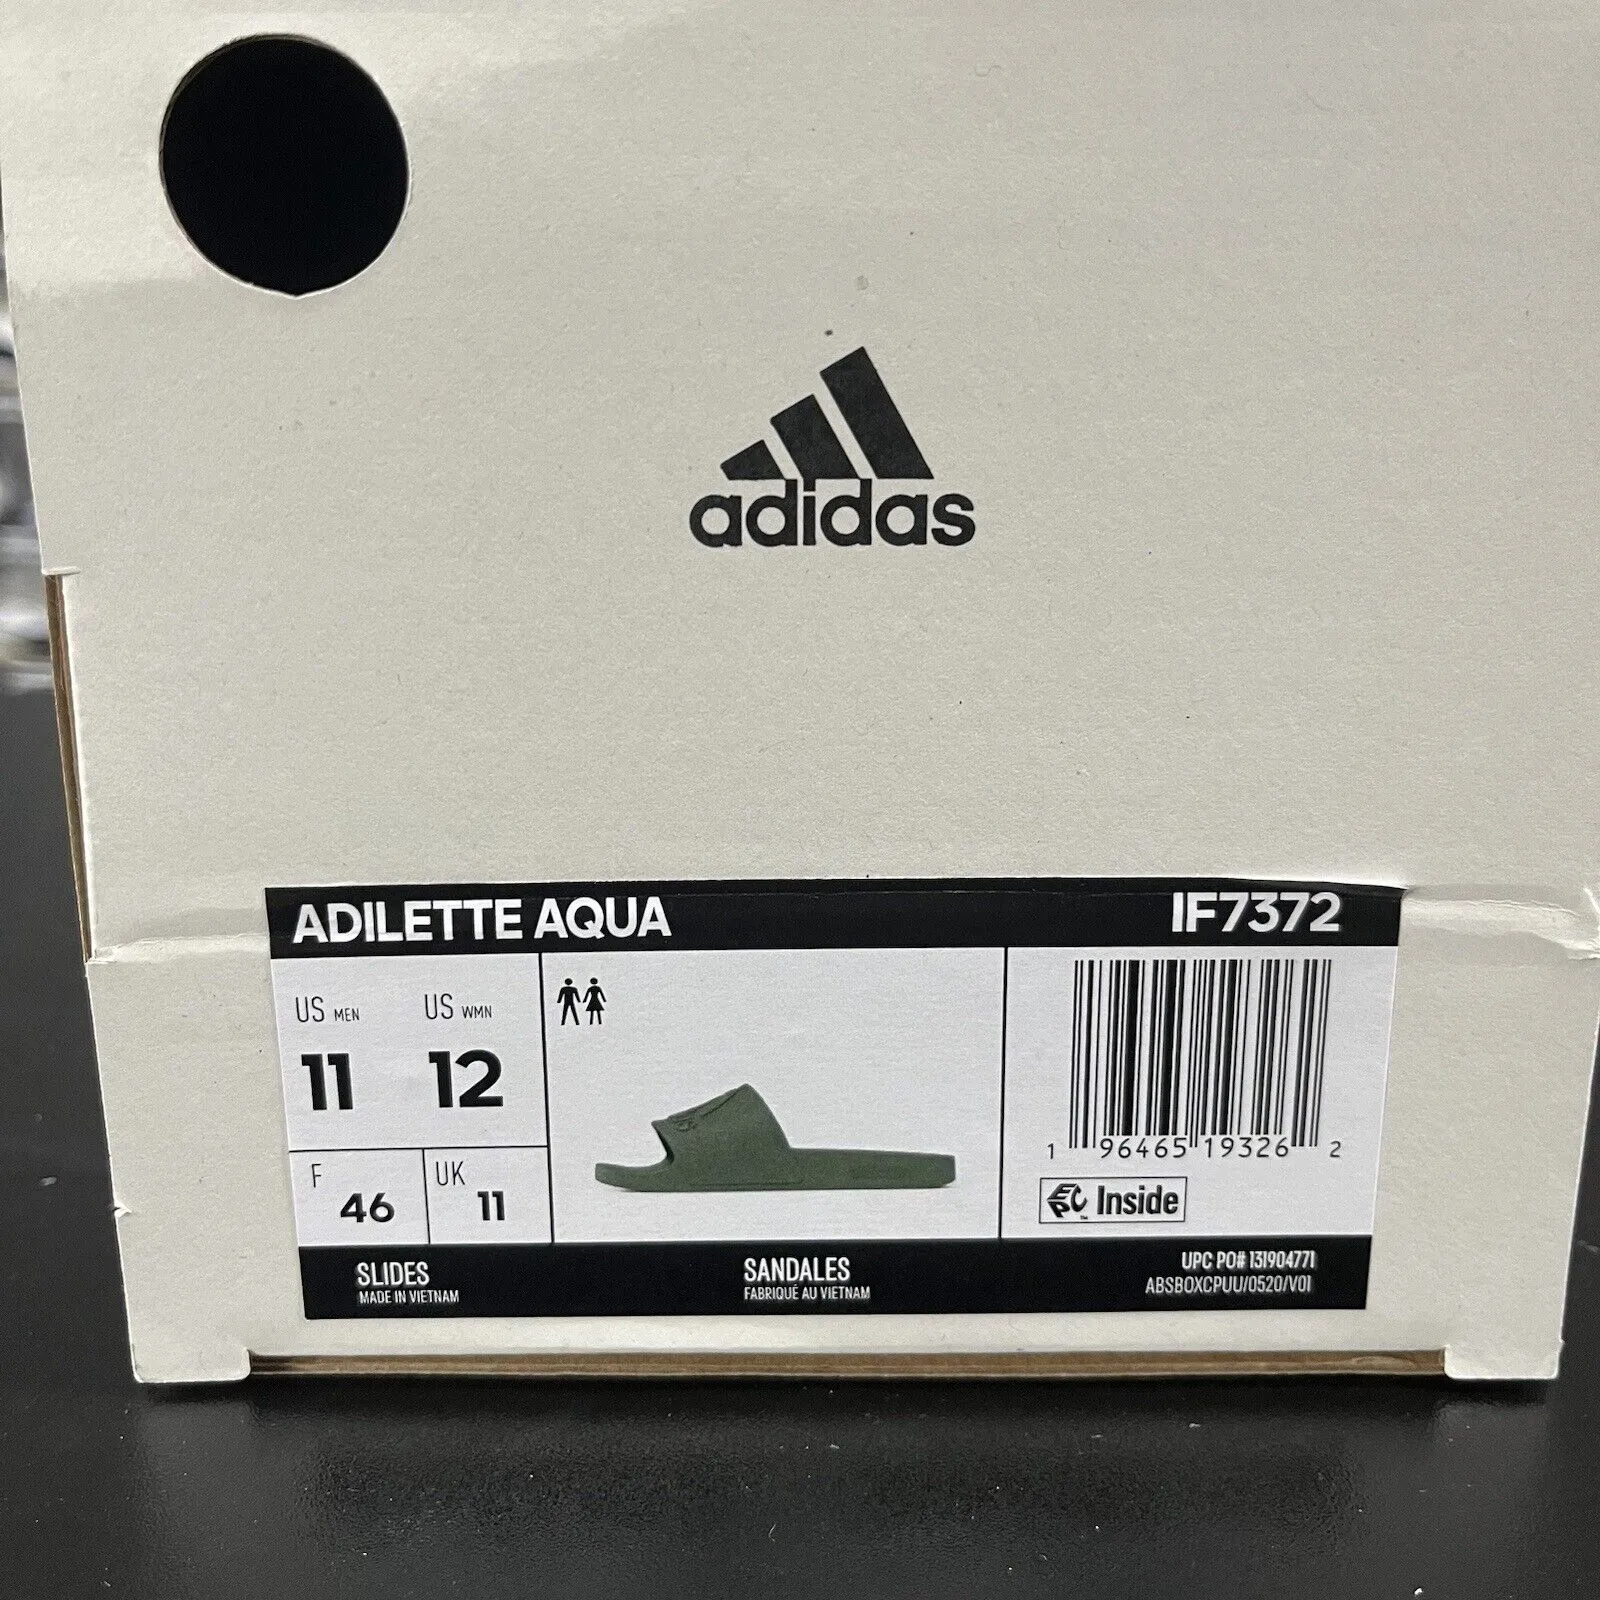 adidas
ADILETTE AQUA IF7372
US MEN US WMN
11 12
F 46 UK 11
1 96465 19326 2
EPC™ Inside
SLIDES
MADE IN VIETNAM
SANDALES
FABRIQUÉ AU VIETNAM
UPC PO# 131904771
ABSBOXCPUU/0520/V01